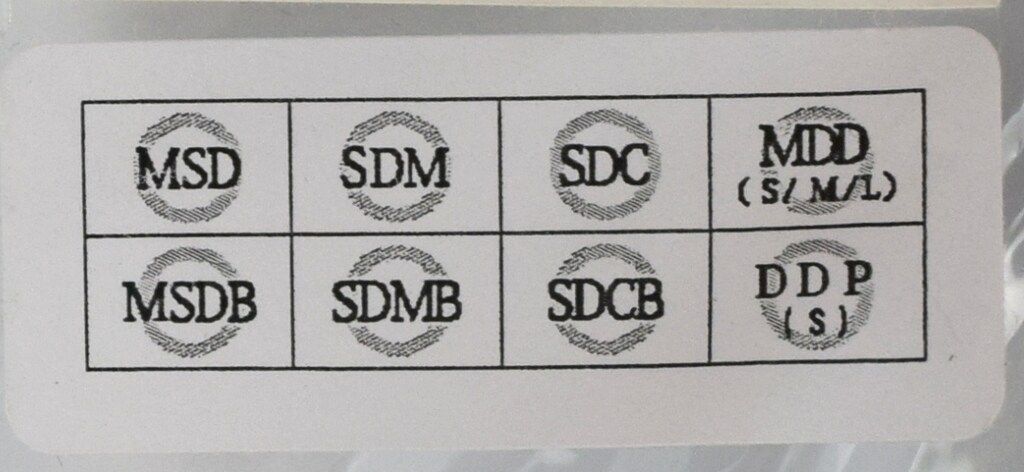 MSD SDM SDC MDD
(S/M/L)
MSDB SDMB SDCB DDP
(S)